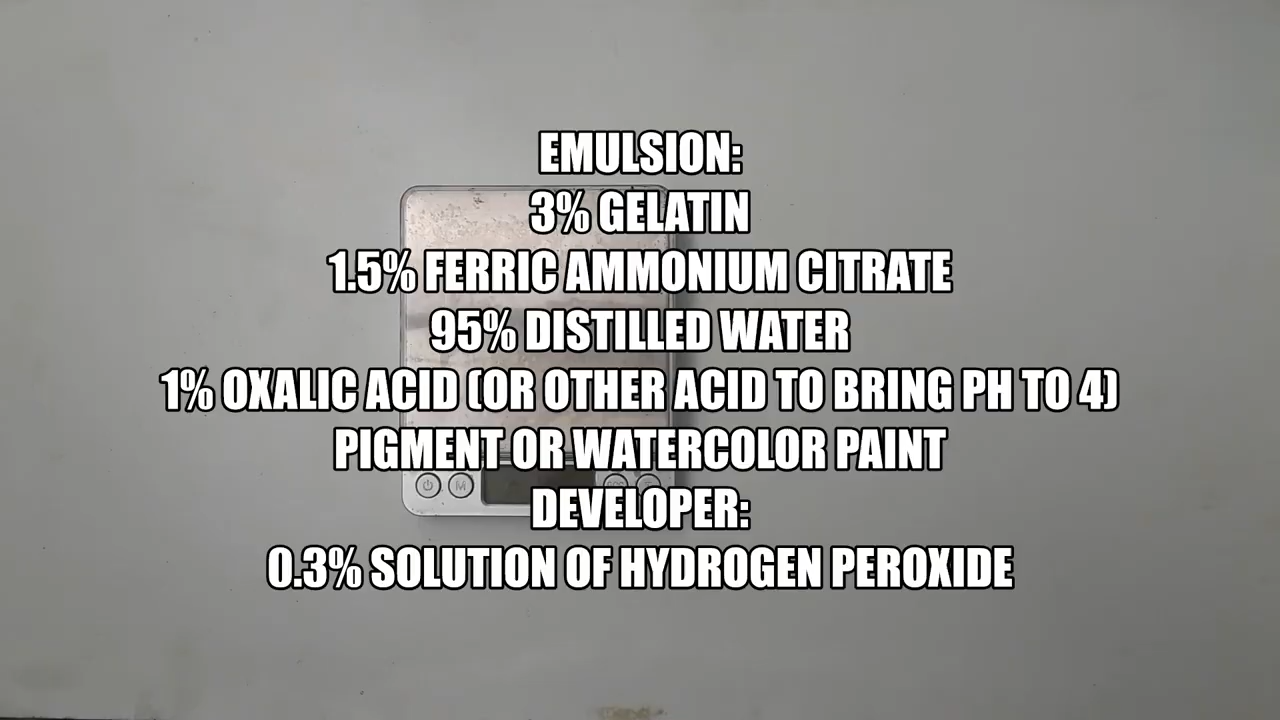 EMULSION:
3% GELATIN
1.5% FERRIC AMMONIUM CITRATE
95% DISTILLED WATER
1% OXALIC ACID (OR OTHER ACID TO BRING PH TO 4)
PIGMENT OR WATERCOLOR PAINT
DEVELOPER:
0.3% SOLUTION OF HYDROGEN PEROXIDE